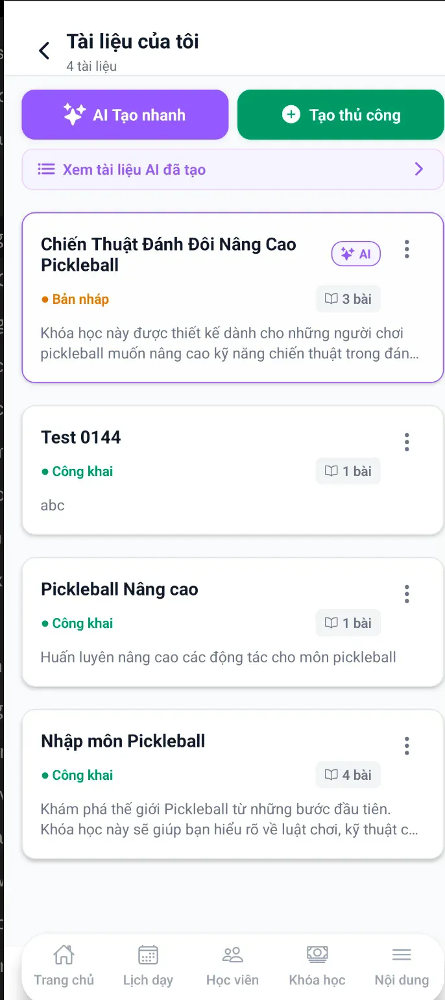 Tài liệu của tôi
4 tài liệu
AI Tạo nhanh
Tạo thủ công
Xem tài liệu AI đã tạo
Chiến Thuật Đánh Đôi Nâng Cao
Pickleball
AI
Bản nháp
3 bài
Khóa học này được thiết kế dành cho những người chơi
pickleball muốn nâng cao kỹ năng chiến thuật trong đán...
Test 0144
Công khai
1 bài
abc
Pickleball Nâng cao
Công khai
1 bài
Huấn luyên nâng cao các động tác cho môn pickleball
Nhập môn Pickleball
Công khai
4 bài
Khám phá thế giới Pickleball từ những bước đầu tiên.
Khóa học này sẽ giúp bạn hiểu rõ về luật chơi, kỹ thuật c...
Trang chủ
Lịch dạy
Học viên
Khóa học
Nội dung